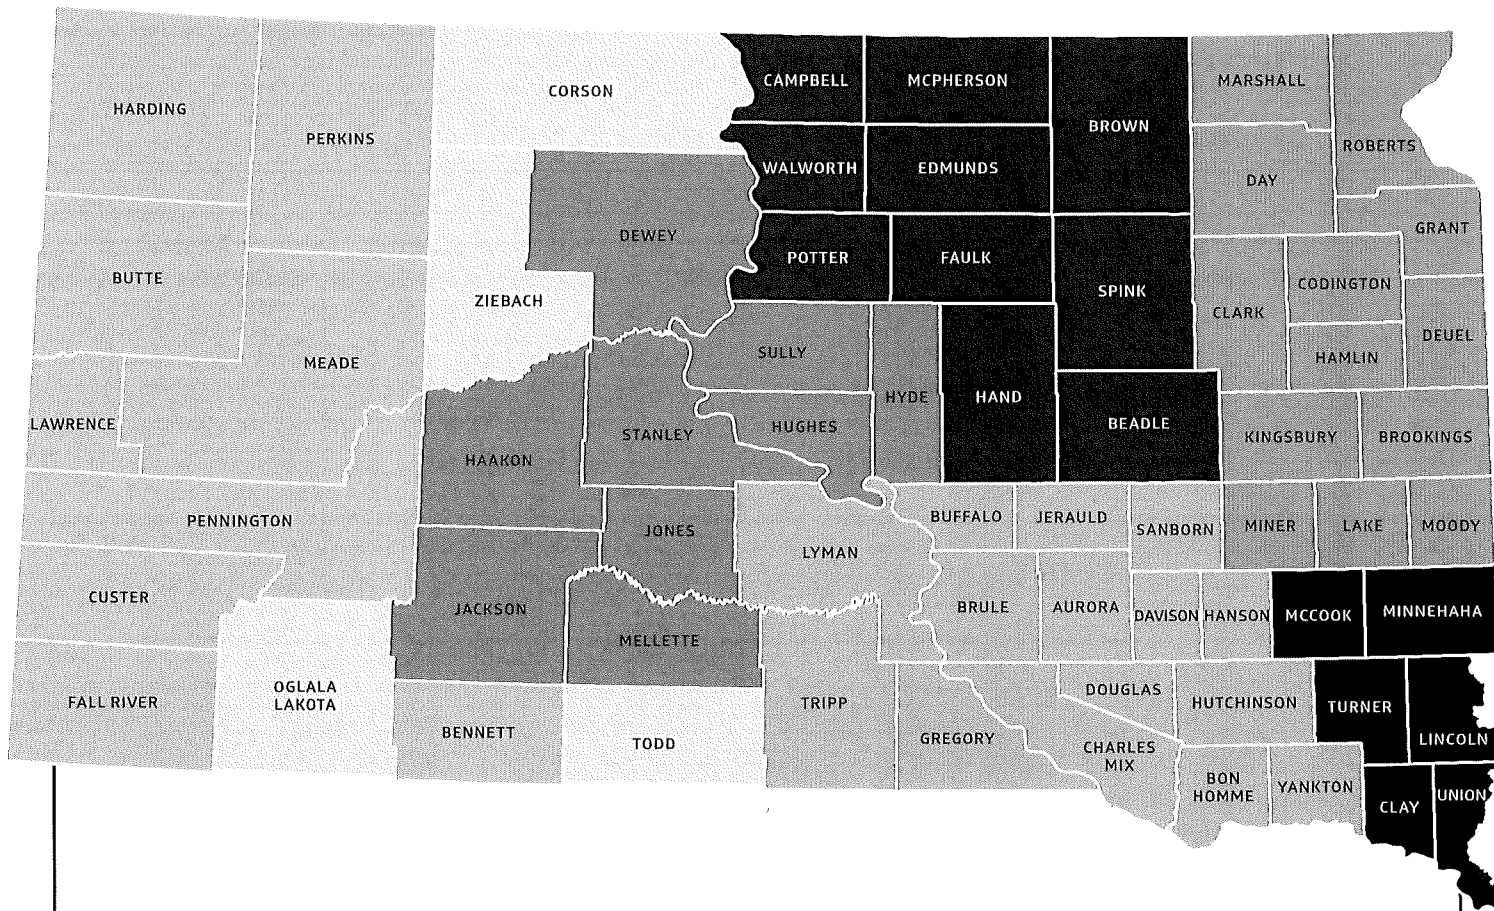 CAMPBELL
MCPHERSON
MARSHALL
CORSON
HARDING
BROWN
PERKINS
ROBERTS
WALWORTH
EDMUNDS
DAY
DEWEY
GRANT
POTTER
FAULK
BUTTE
CODINGTON
SPINK
ZIEBACH
CLARK
DEUEL
SULLY
HAMLIN
MEADE
HYDE
HAND
LAWRENCE
BEADLE
HUGHES
STANLEY
KINGSBURY
BROOKINGS
HAAKON
PENNINGTON
BUFFALO
JERAULD
JONES
SANBORN
MINER
LAKE
MOODY
LYMAN
CUSTER
JACKSON
BRULE
AURORA
DAVISON
HANSON
MCCOOK
MINNEHAHA
MELLETTE
OGLALA
LAKOTA
DOUGLAS
FALL RIVER
TRIPP
HUTCHINSON
TURNER
BENNETT
TODD
GREGORY
LINCOLN
CHARLES
MIX
BON
HOMME
YANKTON
UNION
CLAY